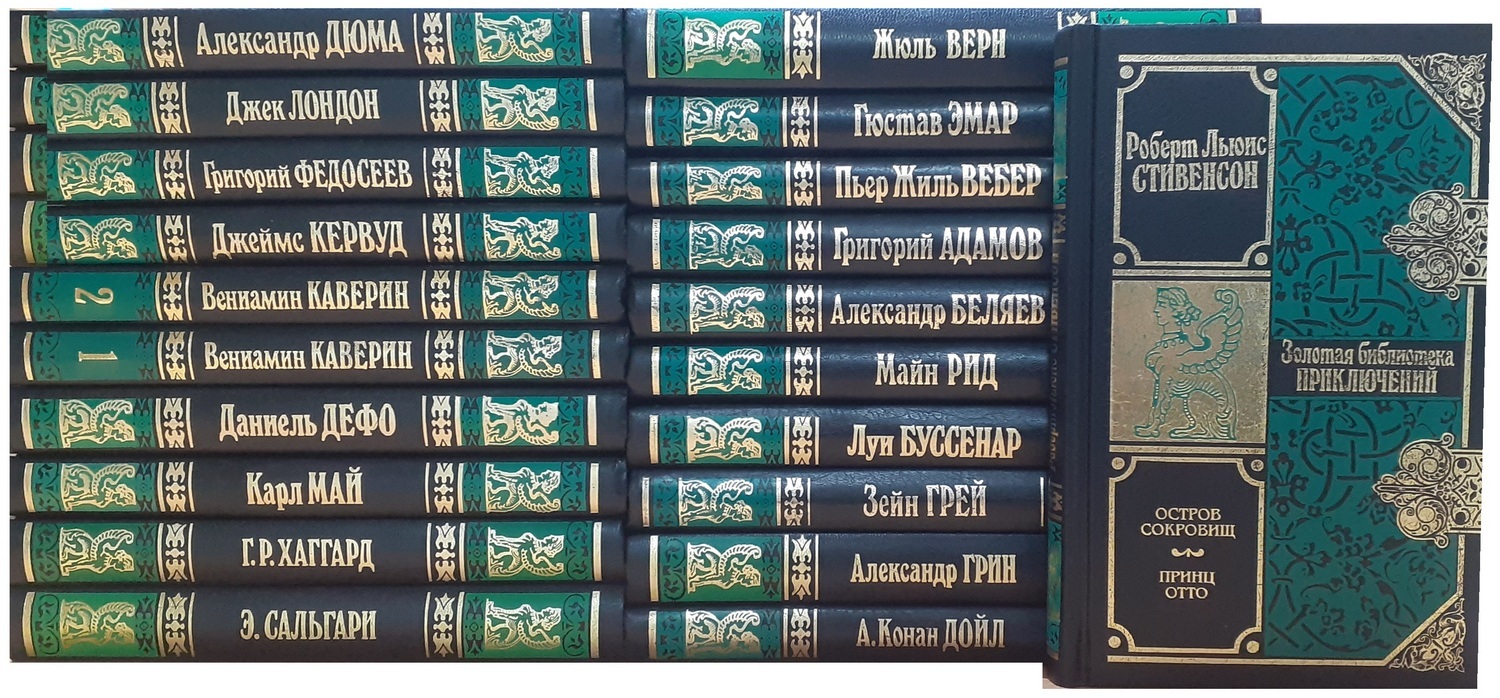 Александр ДЮМА
Джек ЛОНДОН
Григорий ФЕДОСЕЕВ
Джеймс КЕРВУД
2
Вениамин КАВЕРИН
1
Вениамин КАВЕРИН
Даниель ДЕФО
Карл МАЙ
Г.Р.ХАГГАРД
Э. САЛЬГАРИ
Жюль ВЕРН
Гюстав ЭМАР
Пьер Жиль ВЕБЕР
Григорий АДАМОВ
Александр БЕЛЯЕВ
Майн РИД
Луи БУССЕНАР
Зейн ГРЕЙ
Александр ГРИН
А.Конан ДОЙЛ
Роберт Льюис
СТИВЕНСОН
Золотая библиотека
ПРИКЛЮЧЕНИЙ
ОСТРОВ
СОКРОВИЩ
ПРИНЦ
ОТТО